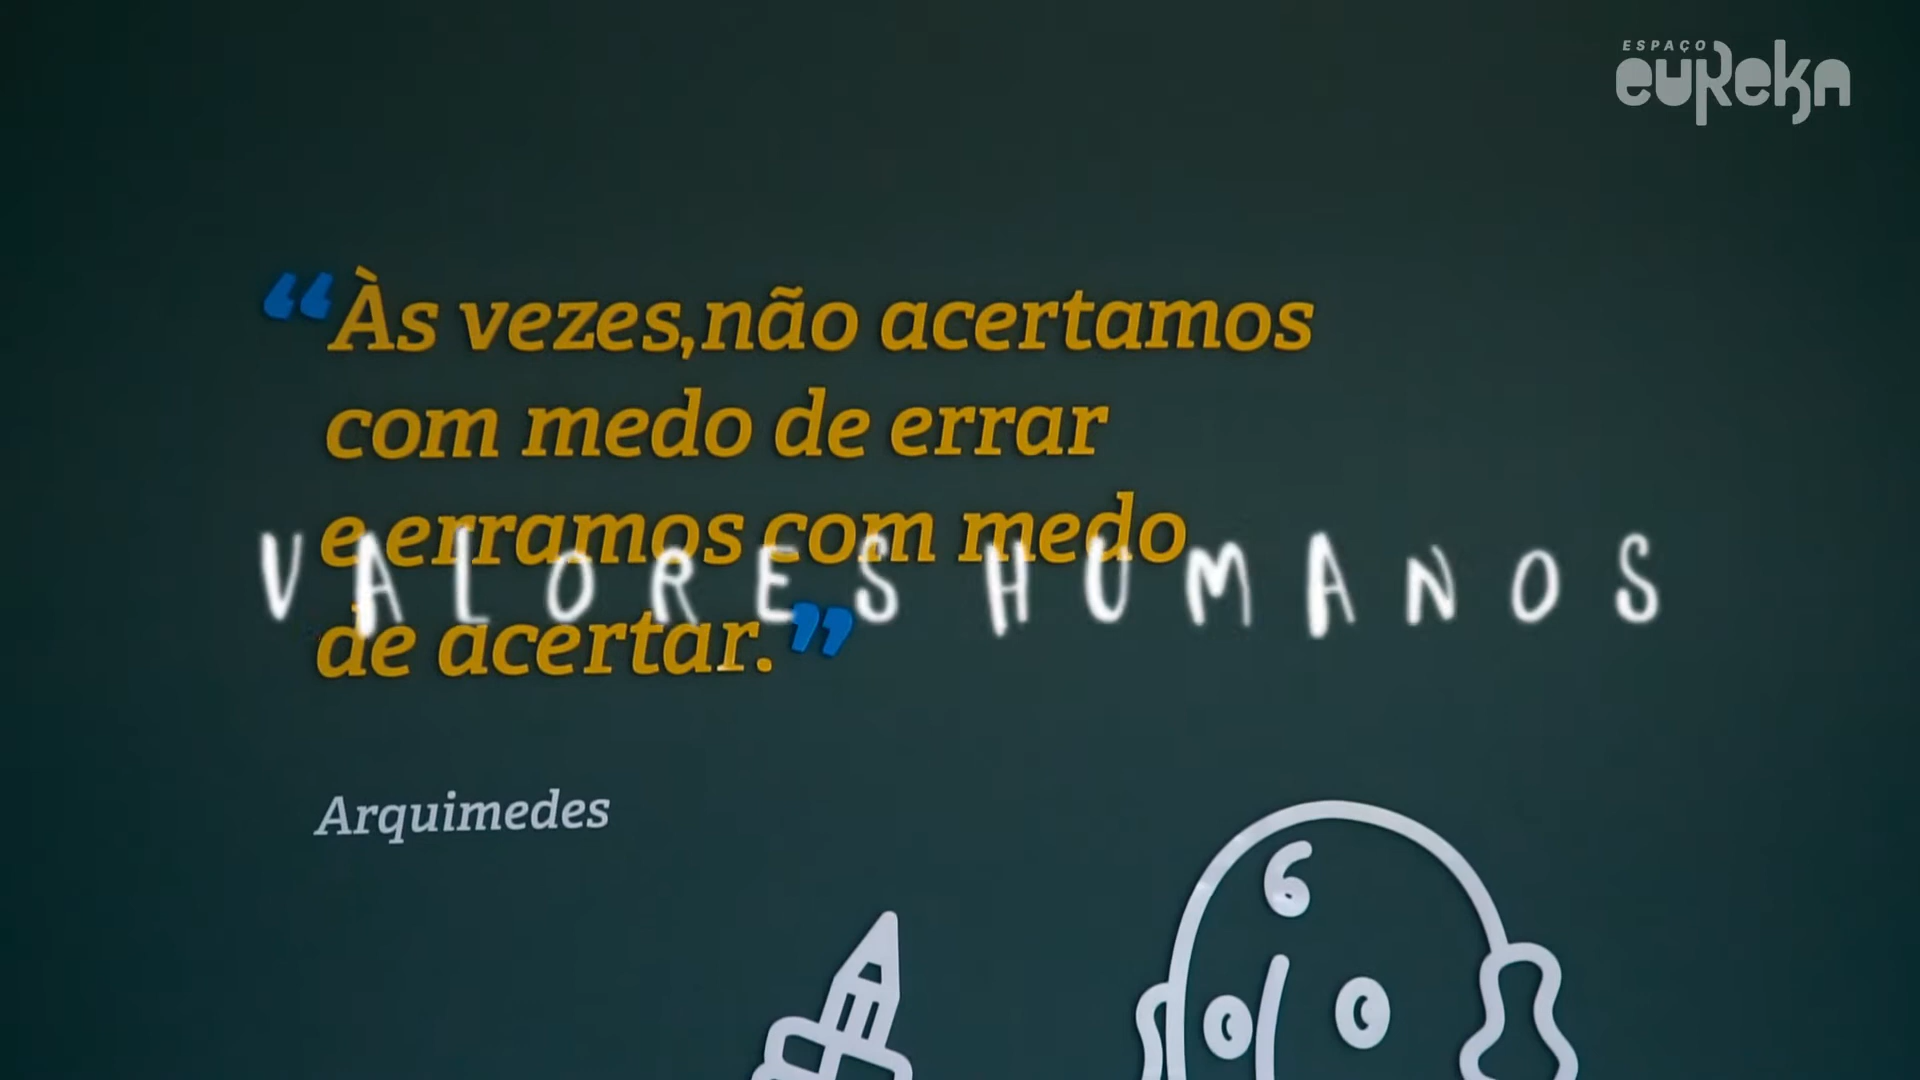 ESPAÇO
euReka
“Às vezes,não acertamos
com medo de errar
e erramos com medo
de acertar.”
VALORES HUMANOS
Arquimedes
6